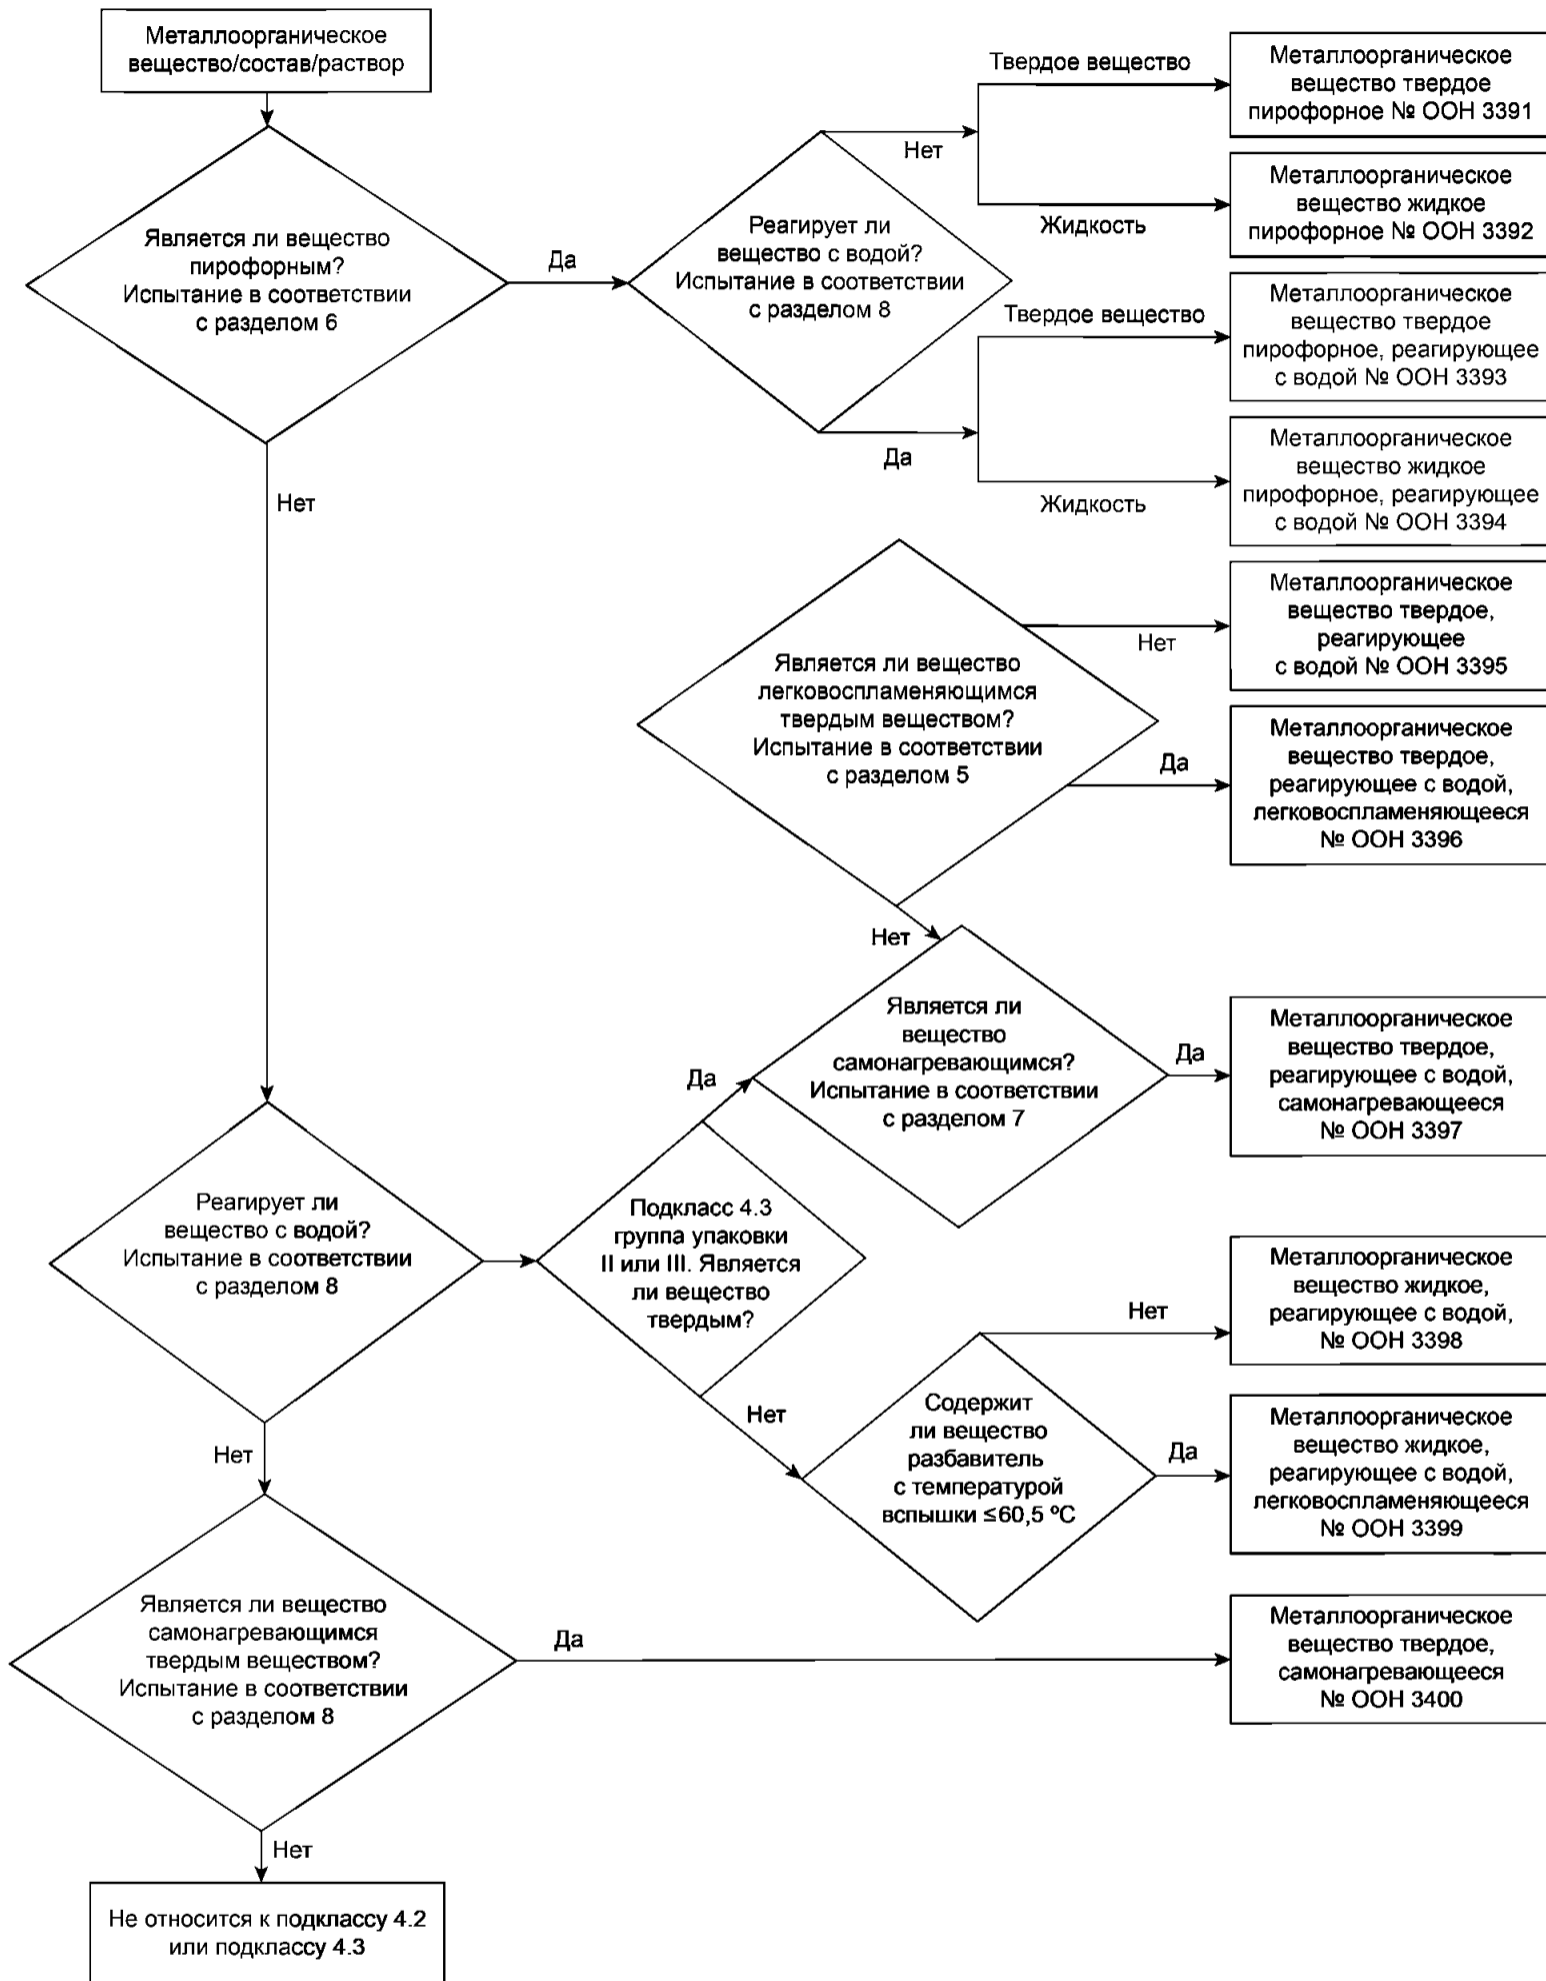 Металлоорганическое
вещество/состав/раствор
Твердое вещество
Металлоорганическое
вещество твердое
пирофорное № ООН 3391
Нет
Металлоорганическое
вещество жидкое
пирофорное № ООН 3392
Жидкость
Является ли вещество
пирофорным?
Испытание в соответствии
с разделом 6
Да
Реагирует ли
вещество с водой?
Испытание в соответствии
с разделом 8
Твердое вещество
Металлоорганическое
вещество твердое
пирофорное, реагирующее
с водой № ООН 3393
Да
Жидкость
Металлоорганическое
вещество жидкое
пирофорное, реагирующее
с водой № ООН 3394
Нет
Является ли вещество
легковоспламеняющимся
твердым веществом?
Испытание в соответствии
с разделом 5
Нет
Металлоорганическое
вещество твердое,
реагирующее
с водой № ООН 3395
Да
Металлоорганическое
вещество твердое,
реагирующее с водой,
легковоспламеняющееся
№ ООН 3396
Нет
Является ли
вещество
самонагревающимся?
Испытание в соответствии
с разделом 7
Да
Да
Металлоорганическое
вещество твердое,
реагирующее с водой,
самонагревающееся
№ ООН 3397
Реагирует ли
вещество с водой?
Испытание в соответствии
с разделом 8
Подкласс 4.3
группа упаковки
II или III. Является
ли вещество
твердым?
Нет
Металлоорганическое
вещество жидкое,
реагирующее с водой,
№ ООН 3398
Нет
Содержит
ли вещество
разбавитель
с температурой
вспышки ≤60,5 ºС
Да
Металлоорганическое
вещество жидкое,
реагирующее с водой,
легковоспламеняющееся
№ ООН 3399
Нет
Является ли вещество
самонагревающимся
твердым веществом?
Испытание в соответствии
с разделом 8
Да
Металлоорганическое
вещество твердое,
самонагревающееся
№ ООН 3400
Нет
Не относится к подклассу 4.2
или подклассу 4.3